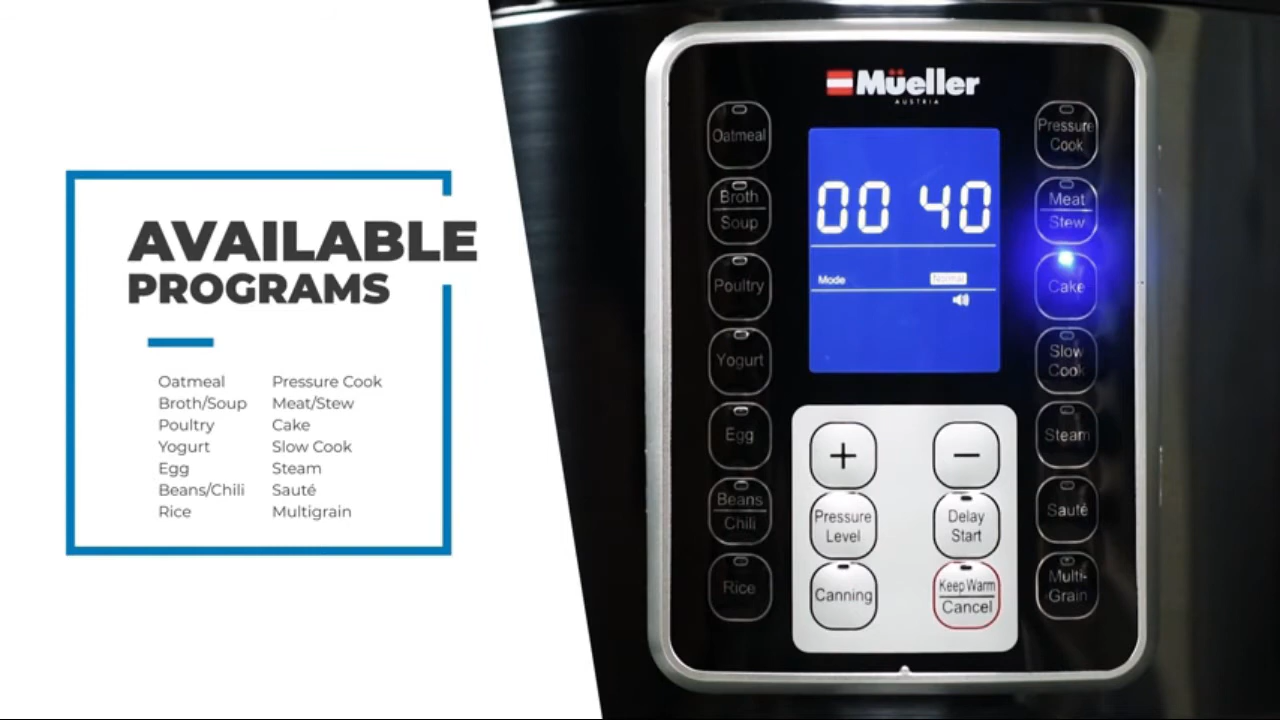 AVAILABLE
PROGRAMS
Oatmeal Pressure Cook
Broth/Soup Meat/Stew
Poultry Cake
Yogurt Slow Cook
Egg Steam
Beans/Chili Sauté
Rice Multigrain
Müeller
AUSTRIA
Oatmeal
Broth
Soup
Poultry
Yogurt
Egg
Beans
Chili
Rice
00 40
Mode Normal
+ −
Pressure
Level
Delay
Start
Canning
Keep Warm
Cancel
Pressure
Cook
Meat
Stew
Cake
Slow
Cook
Steam
Sauté
Multi-
Grain